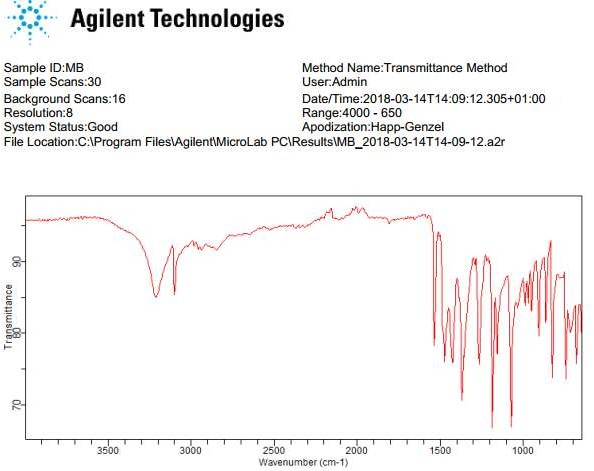 Agilent Technologies
Sample ID:MB
Method Name:Transmittance Method
Sample Scans:30
User:Admin
Background Scans:16
Date/Time:2018-03-14T14:09:12.305+01:00
Resolution:8
Range:4000 - 650
System Status:Good
Apodization:Happ-Genzel
File Location:C:\Program Files\Agilent\MicroLab PC\Results\MB_2018-03-14T14-09-12.a2r
90
80
70
Transmittance
3500
3000
2500
2000
1500
1000
Wavenumber (cm-1)